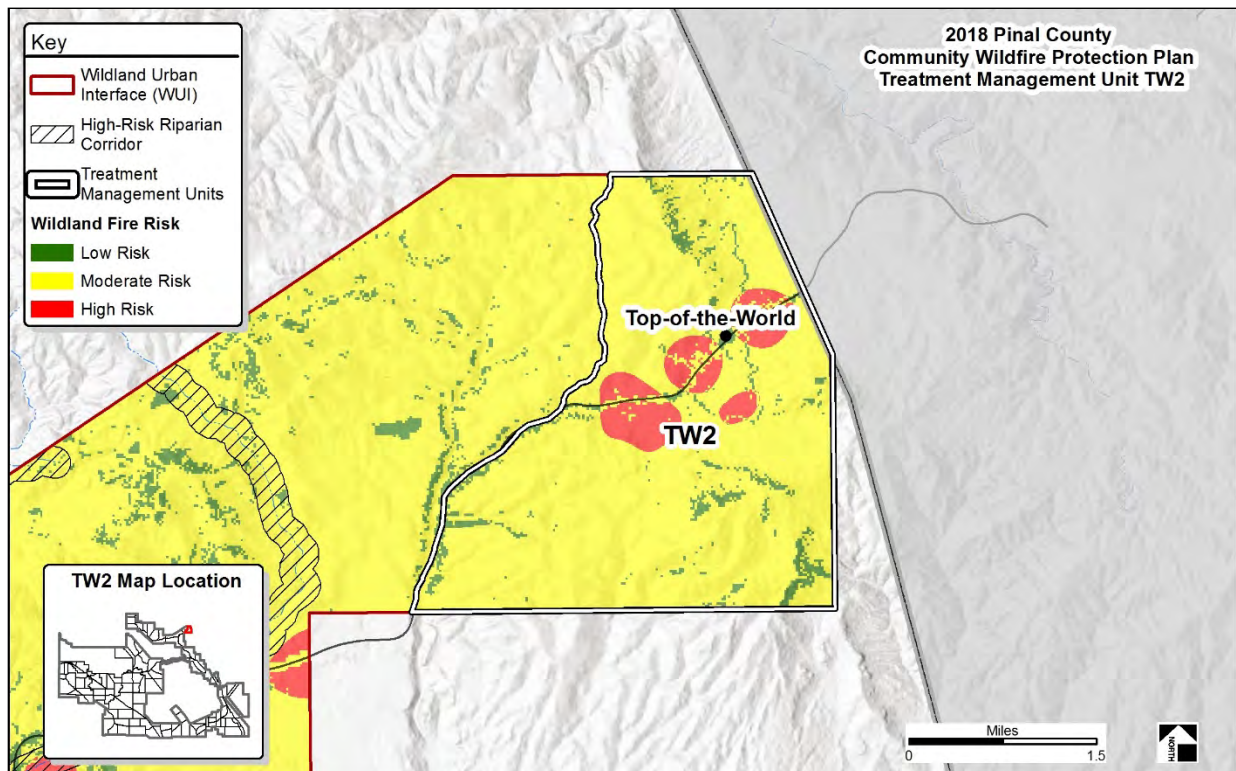 Key
Wildland Urban
Interface (WUI)
High-Risk Riparian
Corridor
Treatment
Management Units
Wildland Fire Risk
Low Risk
Moderate Risk
High Risk
2018 Pinal County
Community Wildfire Protection Plan
Treatment Management Unit TW2
Top-of-the-World
TW2
TW2 Map Location
Miles
0 1.5
NORTH